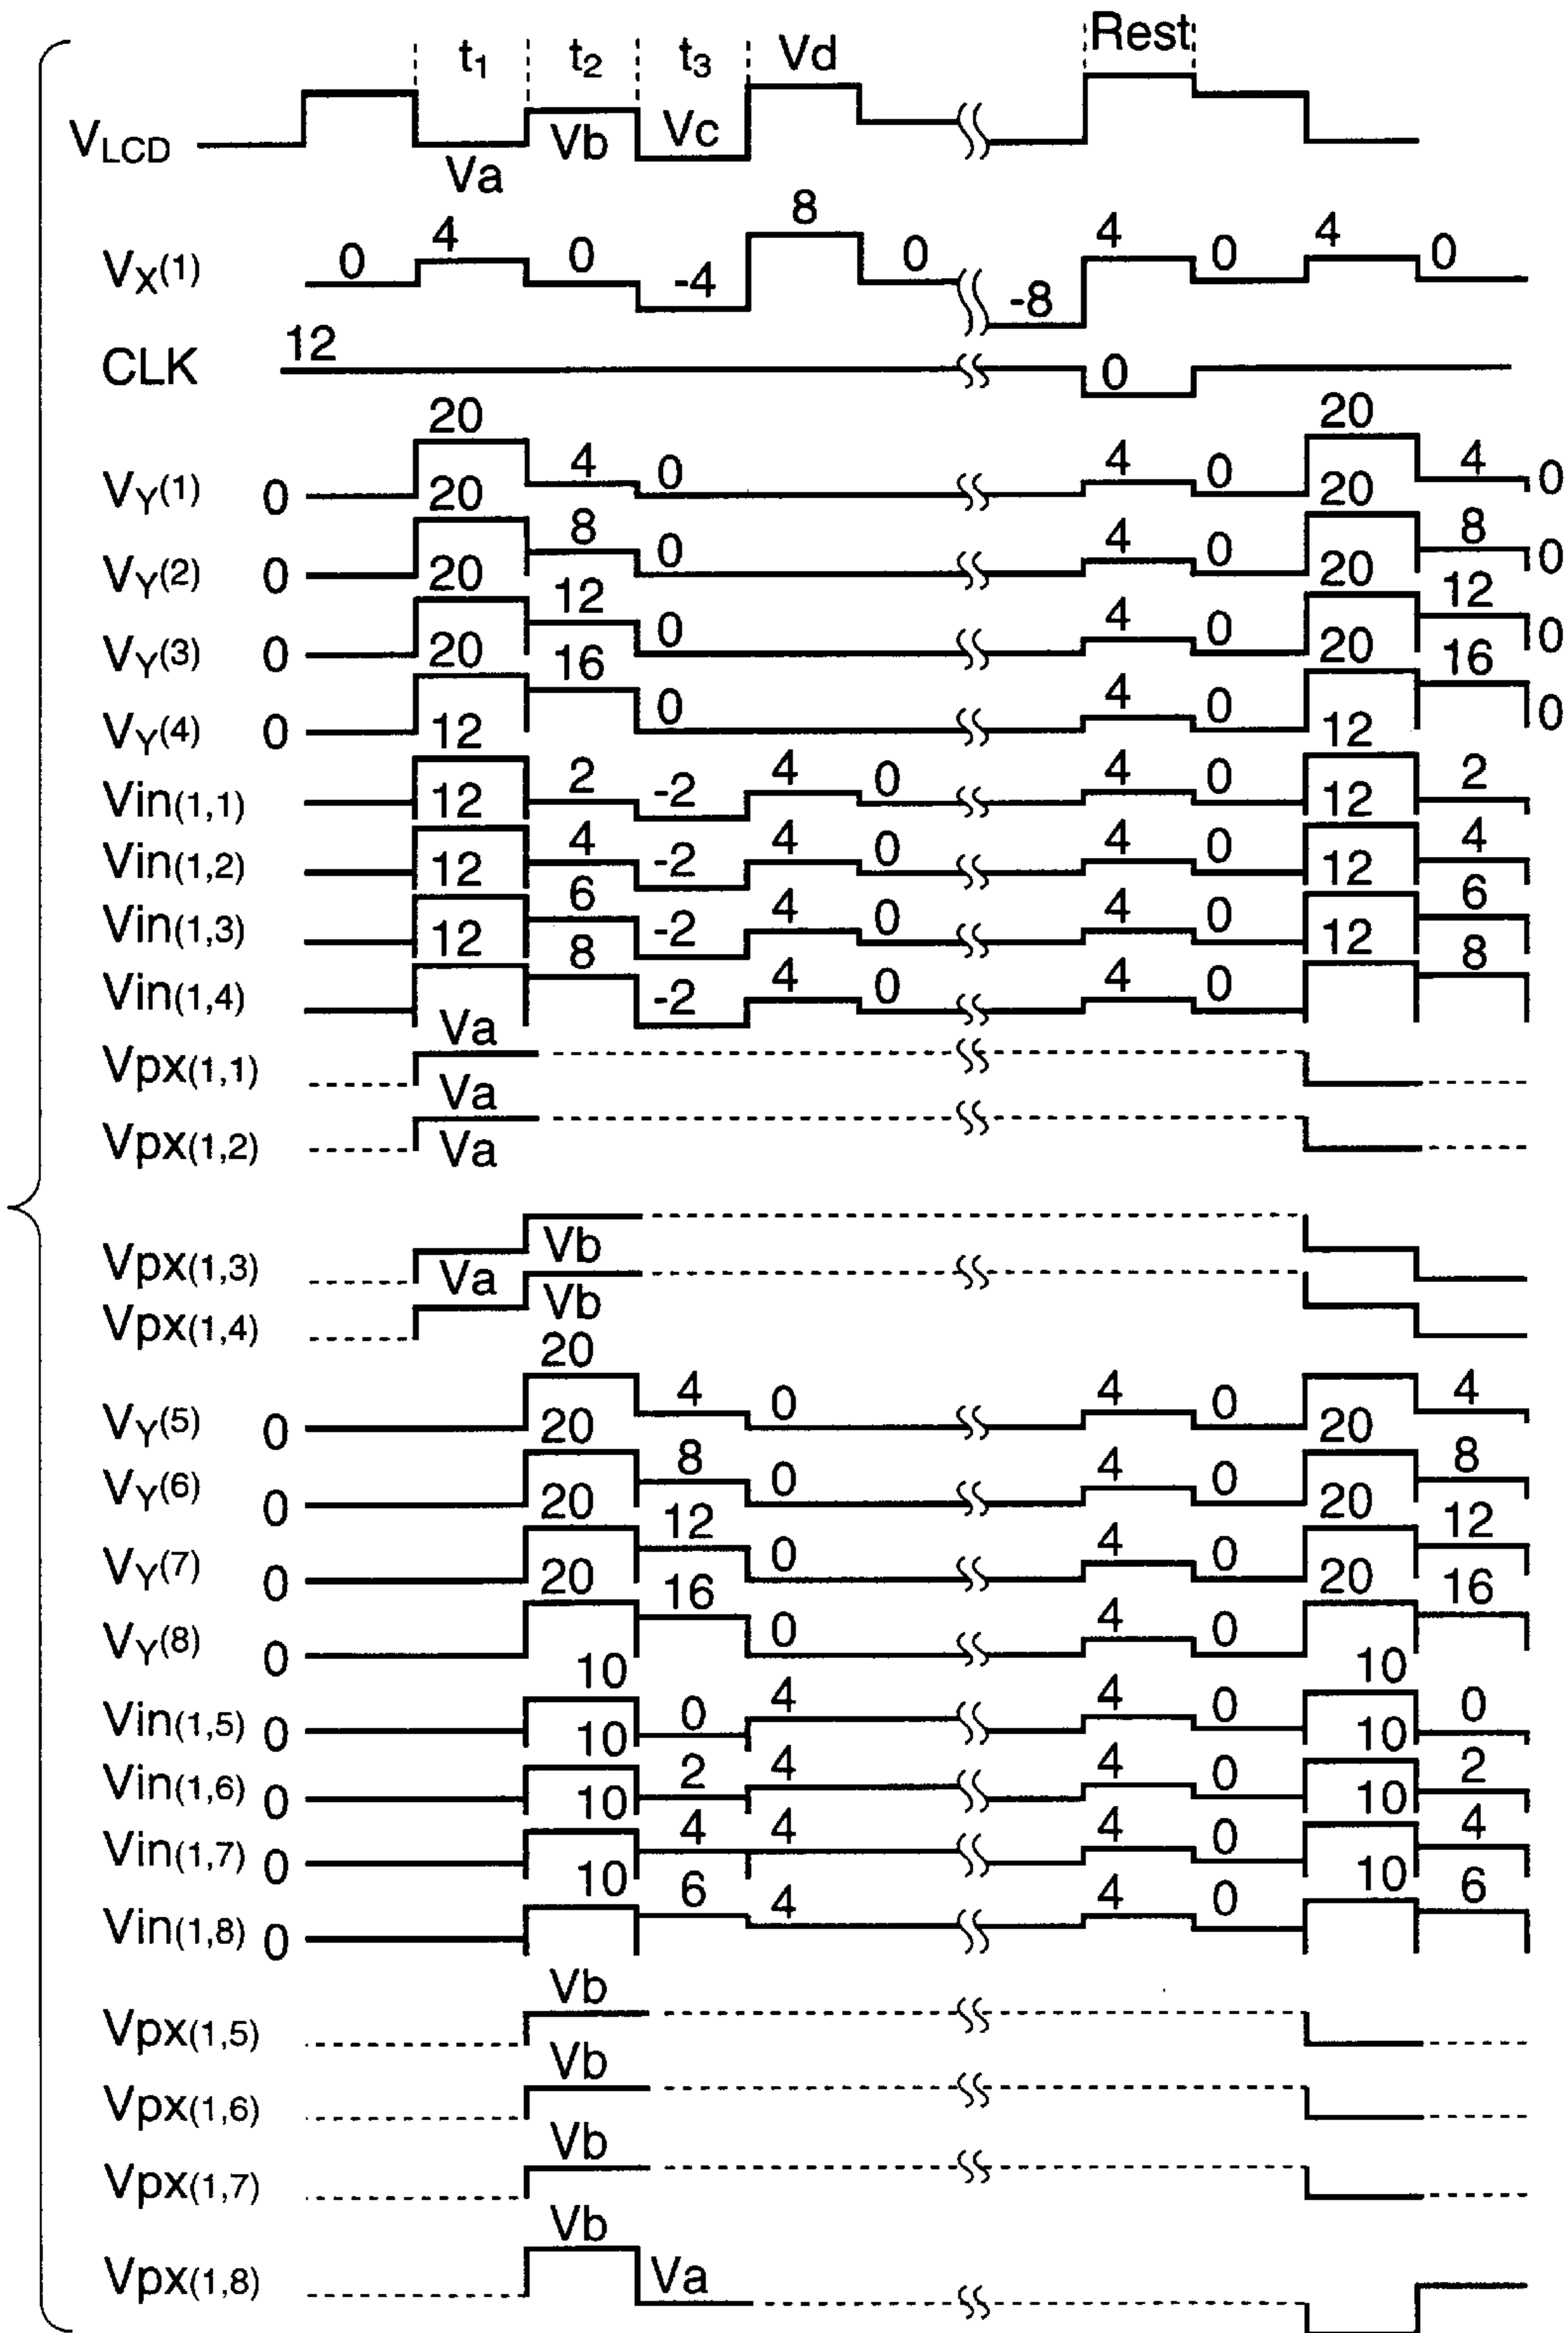 t1 t2 t3 Vd Rest
VLCD Va Vb Vc
VX(1) 0 4 0 -4 8 0 -8 4 0 4 0
CLK 12 0
VY(1) 0 20 4 0 4 0 20 4 0
VY(2) 0 20 8 0 4 0 20 8 0
VY(3) 0 20 12 0 4 0 20 12 0
VY(4) 0 20 16 0 4 0 20 16 0
Vin(1,1) 12 2 -2 4 0 4 0 12 2
Vin(1,2) 12 4 -2 4 0 4 0 12 4
Vin(1,3) 12 6 -2 4 0 4 0 12 6
Vin(1,4) 12 8 -2 4 0 4 0 12 8
Vpx(1,1) Va
Vpx(1,2) Va
Va
Vpx(1,3) Vb
Va
Vpx(1,4) Vb
VY(5) 0 20 4 0 4 0 4
VY(6) 0 20 8 0 4 0 20 8
VY(7) 0 20 12 0 4 0 20 12
VY(8) 0 20 16 0 4 0 20 16
Vin(1,5) 0 10 0 4 4 0 10 0
Vin(1,6) 0 10 2 4 4 0 10 2
Vin(1,7) 0 10 4 4 4 0 10 4
Vin(1,8) 0 10 6 4 4 0 10 6
Vpx(1,5) Vb
Vpx(1,6) Vb
Vpx(1,7) Vb
Vpx(1,8) Vb Va